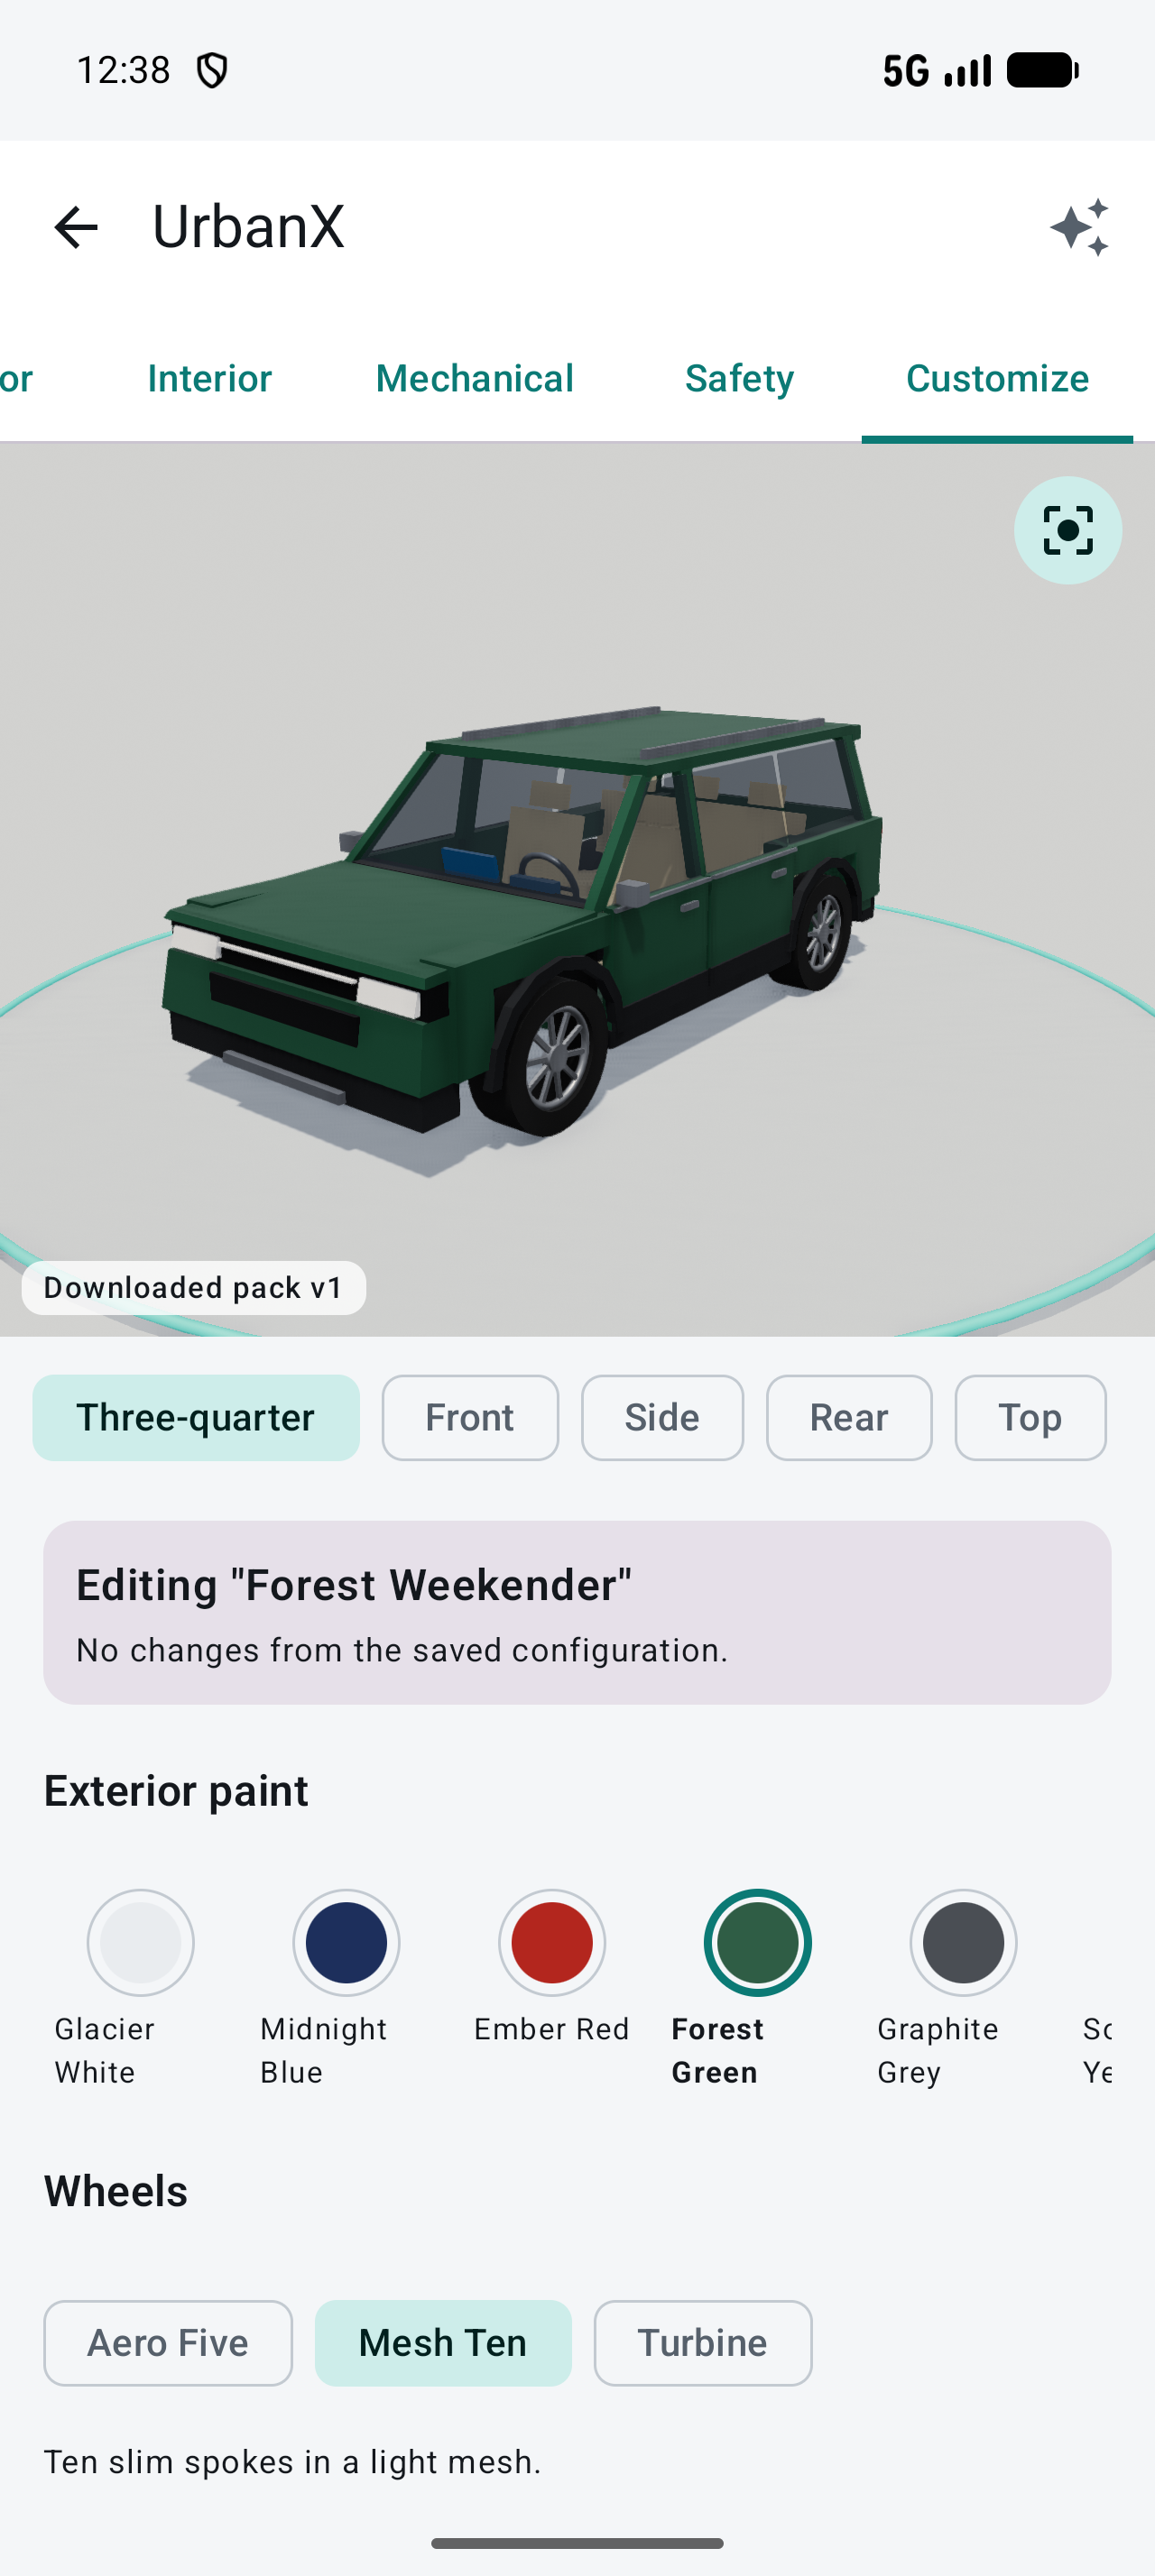 12:38
5G
UrbanX
or
Interior
Mechanical
Safety
Customize
Downloaded pack v1
Three-quarter
Front
Side
Rear
Top
Editing "Forest Weekender"
No changes from the saved configuration.
Exterior paint
Glacier
White
Midnight
Blue
Ember Red
Forest
Green
Graphite
Grey
Wheels
Aero Five
Mesh Ten
Turbine
Ten slim spokes in a light mesh.